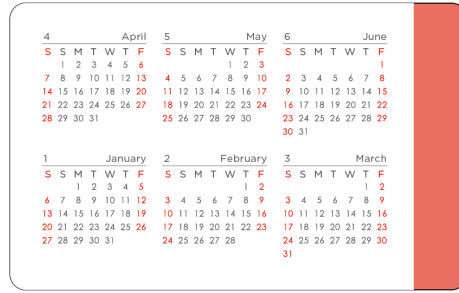 4 April 5 May 6 June
S S M T W T F S S M T W T F S S M T W T F
1 2 3 4 5 6 1 2 3 1
7 8 9 10 11 12 13 4 5 6 7 8 9 10 2 3 4 5 6 7 8
14 15 16 17 18 19 20 11 12 13 14 15 16 17 9 10 11 12 13 14 15
21 22 23 24 25 26 27 18 19 20 21 22 23 24 16 17 18 19 20 21 22
28 29 30 31 25 26 27 28 29 30 23 24 25 26 27 28 29
30 31
1 January 2 February 3 March
S S M T W T F S S M T W T F S S M T W T F
1 2 3 4 5 1 2 1 2
6 7 8 9 10 11 12 3 4 5 6 7 8 9 3 4 5 6 7 8 9
13 14 15 16 17 18 19 10 11 12 13 14 15 16 10 11 12 13 14 15 16
20 21 22 23 24 25 26 17 18 19 20 21 22 23 17 18 19 20 21 22 23
27 28 29 30 31 24 25 26 27 28 24 25 26 27 28 29 30
31